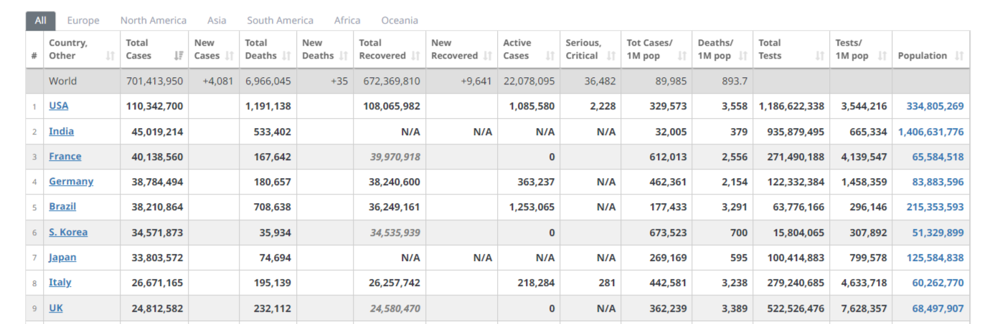 All Europe North America Asia South America Africa Oceania
# Country, Other Total Cases New Cases Total Deaths New Deaths Total Recovered New Recovered Active Cases Serious, Critical Tot Cases/ 1M pop Deaths/ 1M pop Total Tests Tests/ 1M pop Population
World 701,413,950 +4,081 6,966,045 +35 672,369,810 +9,641 22,078,095 36,482 89,985 893.7
1 USA 110,342,700 1,191,138 108,065,982 1,085,580 2,228 329,573 3,558 1,186,622,338 3,544,216 334,805,269
2 India 45,019,214 533,402 N/A N/A N/A N/A 32,005 379 935,879,495 665,334 1,406,631,776
3 France 40,138,560 167,642 39,970,918 0 612,013 2,556 271,490,188 4,139,547 65,584,518
4 Germany 38,784,494 180,657 38,240,600 363,237 N/A 462,361 2,154 122,332,384 1,458,359 83,883,596
5 Brazil 38,210,864 708,638 36,249,161 1,253,065 N/A 177,433 3,291 63,776,166 296,146 215,353,593
6 S. Korea 34,571,873 35,934 34,535,939 0 673,523 700 15,804,065 307,892 51,329,899
7 Japan 33,803,572 74,694 N/A N/A N/A N/A 269,169 595 100,414,883 799,578 125,584,838
8 Italy 26,671,165 195,139 26,257,742 218,284 281 442,581 3,238 279,240,685 4,633,718 60,262,770
9 UK 24,812,582 232,112 24,580,470 0 N/A 362,239 3,389 522,526,476 7,628,357 68,497,907